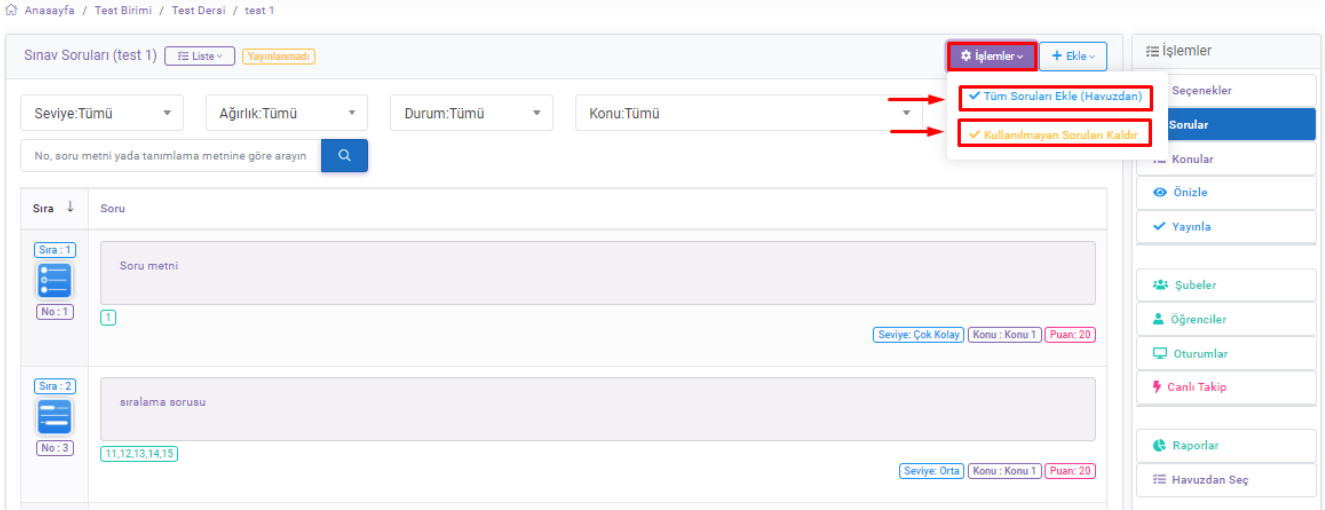 Anasayfa / Test Birimi / Test Dersi / test 1
Sınav Soruları (test 1) Liste Yayınlanmadı
İşlemler + Ekle
Tüm Soruları Ekle (Havuzdan)
Kullanılmayan Soruları Kaldır
Seviye:Tümü Ağırlık:Tümü Durum:Tümü Konu:Tümü
No, soru metni yada tanımlama metnine göre arayın
Sıra ↓ Soru
Sıra : 1
Soru metni
No : 1
1
Seviye: Çok Kolay Konu : Konu 1 Puan: 20
Sıra : 2
sıralama sorusu
No : 3
11,12,13,14,15
Seviye: Orta Konu : Konu 1 Puan: 20
İşlemler
Seçenekler
Sorular
Konular
Önizle
Yayınla
Şubeler
Öğrenciler
Oturumlar
Canlı Takip
Raporlar
Havuzdan Seç